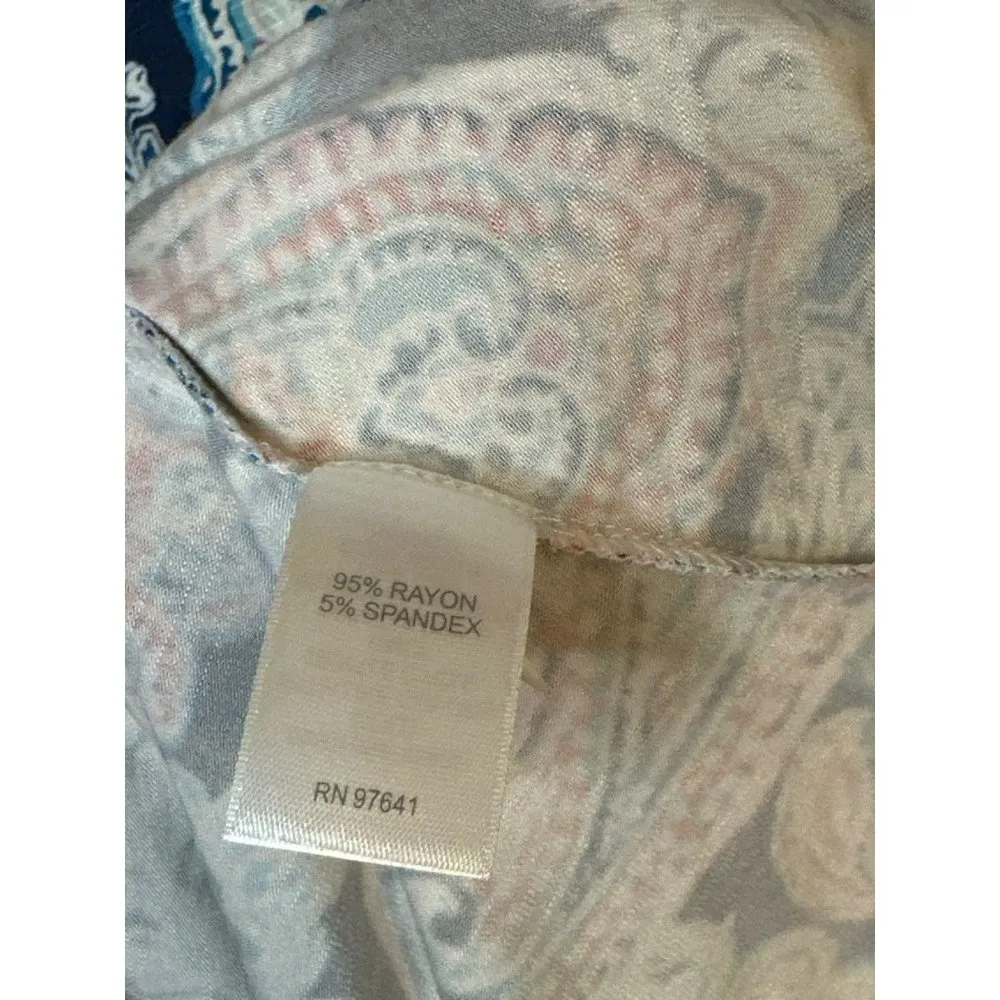 95% RAYON
5% SPANDEX
RN 97641